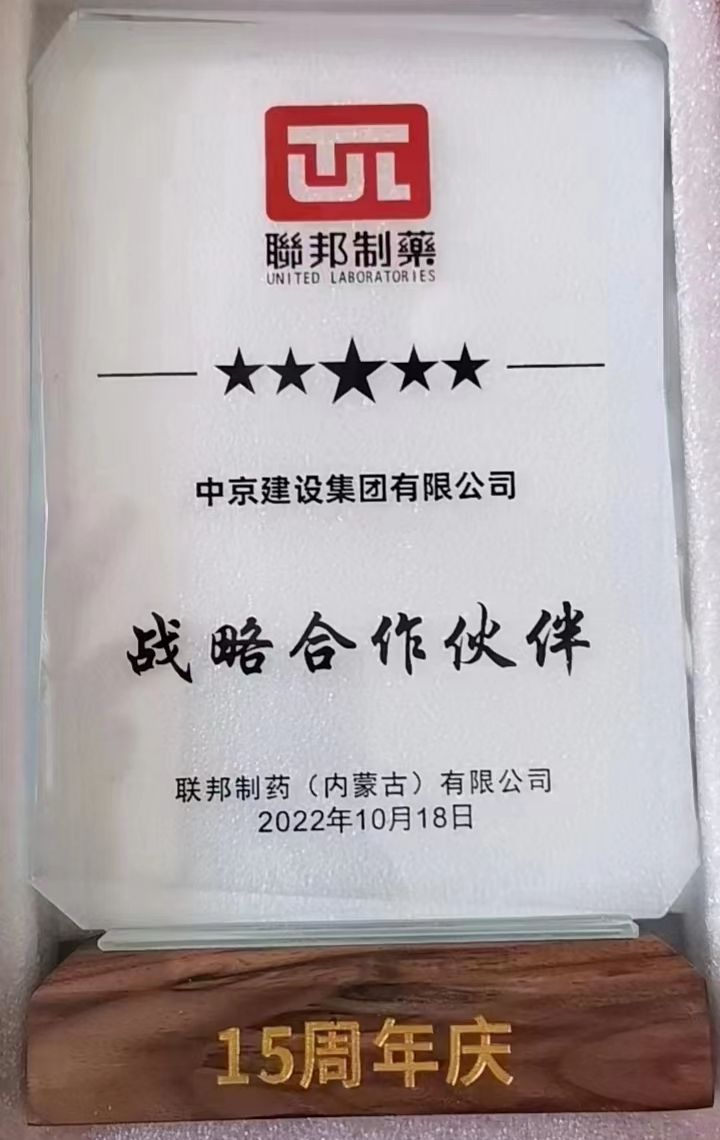 聯邦制藥
UNITED LABORATORIES
中京建设集团有限公司
战略合作伙伴
联邦制药（内蒙古）有限公司
2022年10月18日
15周年庆